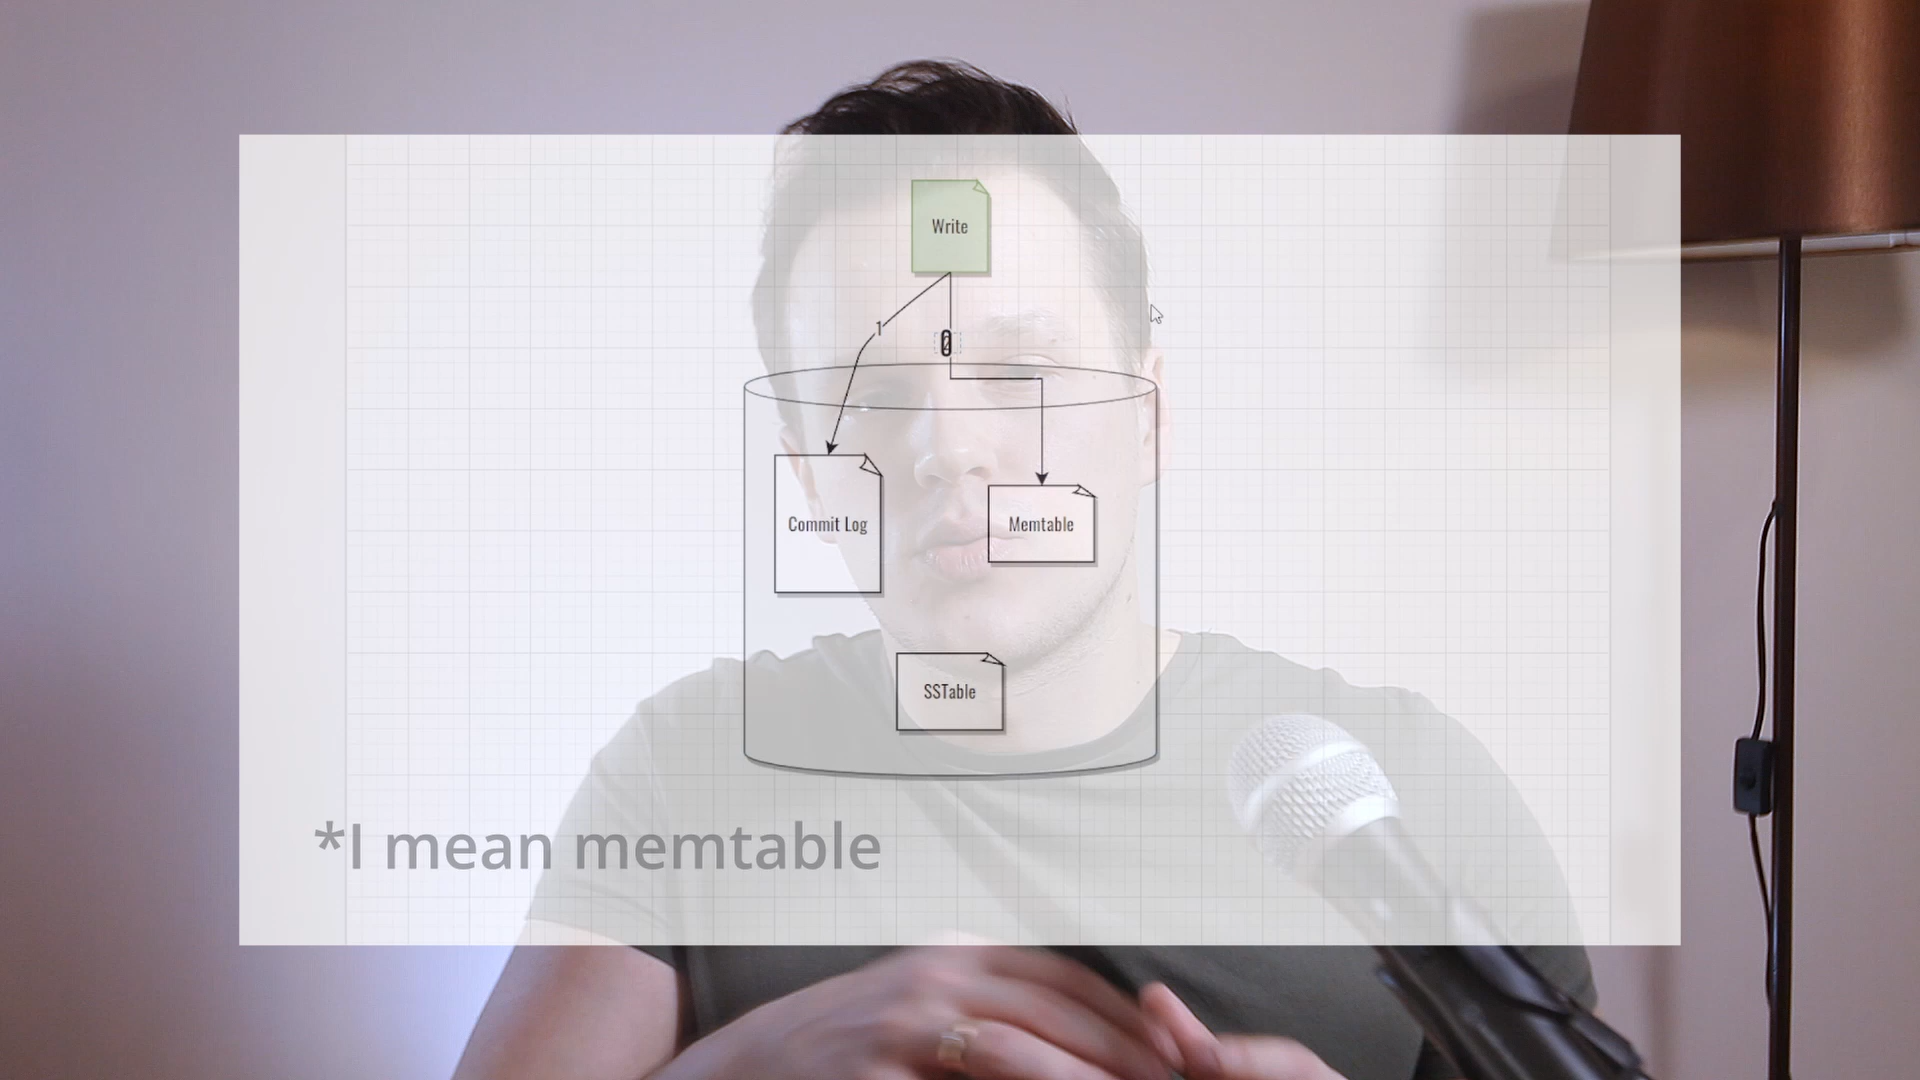 Write
1
Commit Log
Memtable
SSTable
*I mean memtable